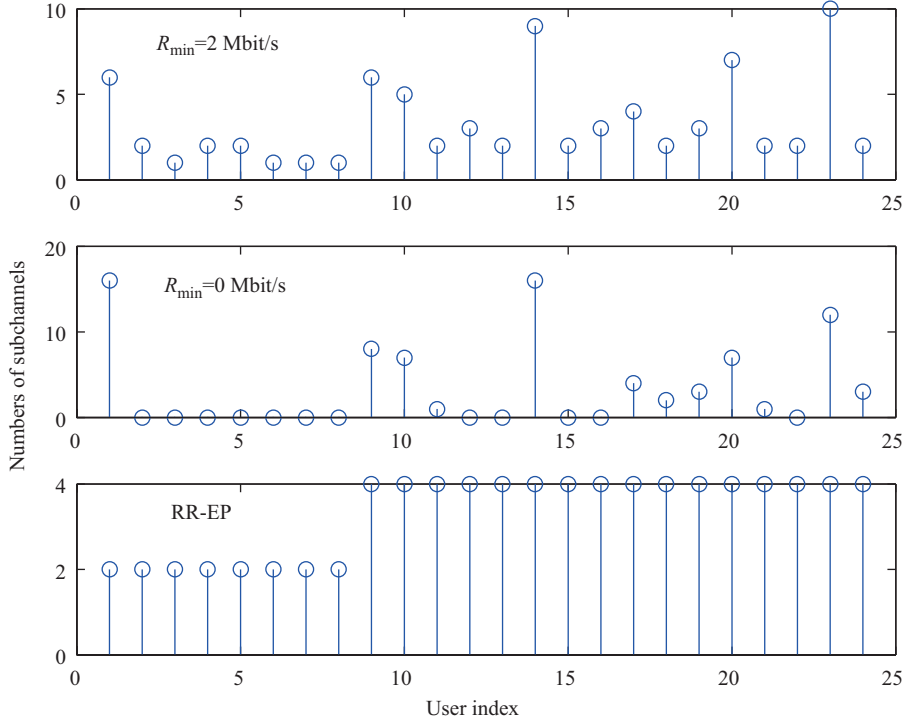 10
5
0
R_min=2 Mbit/s
0 5 10 15 20 25
20
10
0
R_min=0 Mbit/s
0 5 10 15 20 25
4
2
0
RR-EP
0 5 10 15 20 25
Numbers of subchannels
User index